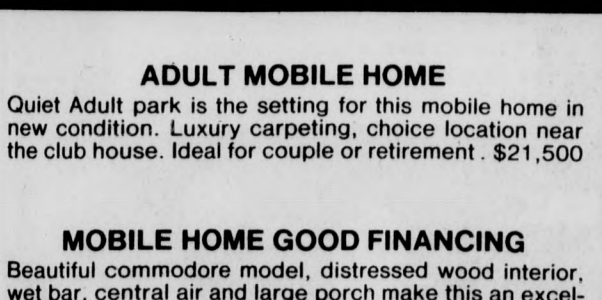 ADULT MOBILE HOME
Quiet Adult park is the setting for this mobile home in
new condition. Luxury carpeting, choice location near
the club house. Ideal for couple or retirement . $21,500
MOBILE HOME GOOD FINANCING
Beautiful commodore model, distressed wood interior,
wet bar, central air and large porch make this an excel-